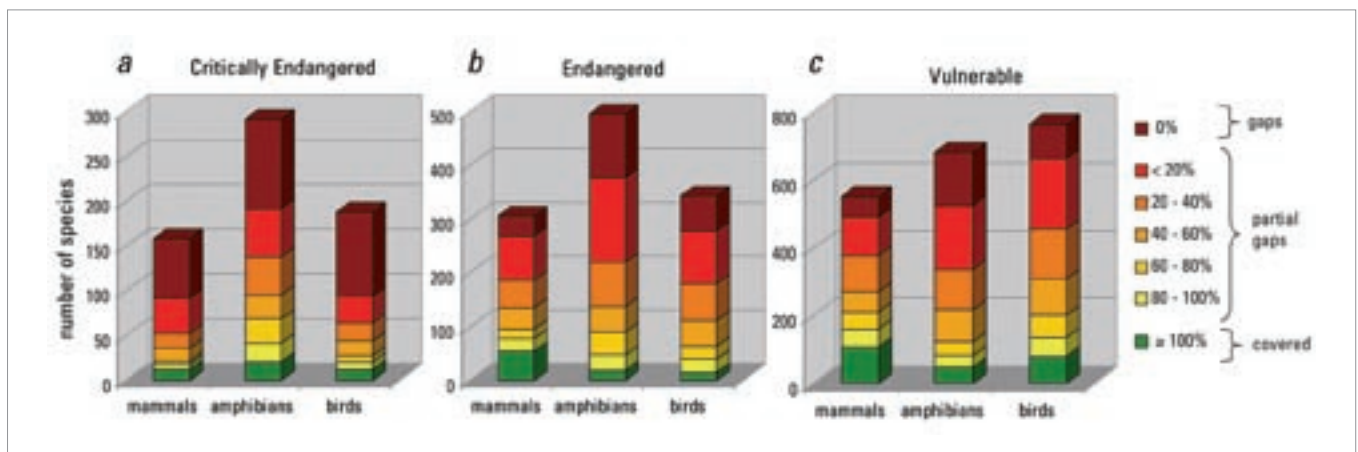 a Critically Endangered
b Endangered
c Vulnerable
number of species
300
250
200
150
100
50
0
mammals amphibians birds
500
400
300
200
100
0
mammals amphibians birds
800
600
400
200
0
mammals amphibians birds
0%
< 20%
20 - 40%
40 - 60%
60 - 80%
80 - 100%
≥ 100%
gaps
partial
gaps
covered